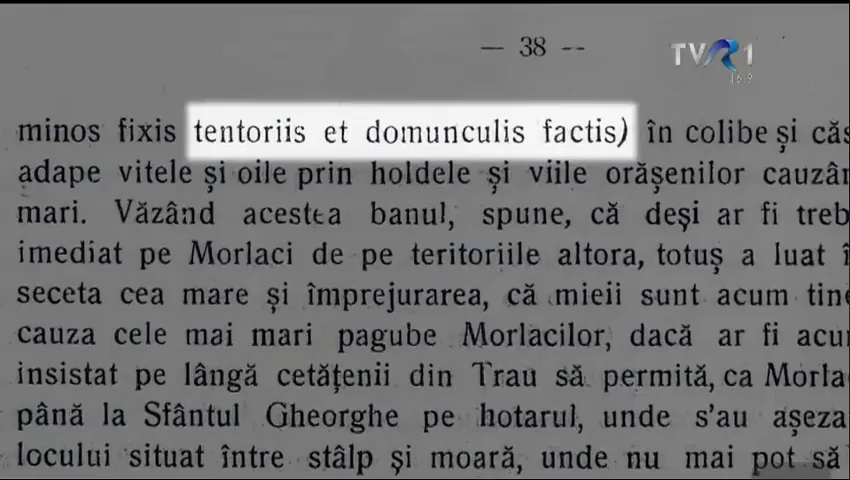 — 38 --
TVR1
16:9
minos fixis tentoriis et domunculis factis) în colibe și căs
adape vitele și oile prin holdele și viile orășenilor cauzân
mari. Văzând acestea banul, spune, că deși ar fi treb
imediat pe Morlaci de pe teritoriile altora, totuș a luat î
seceta cea mare și împrejurarea, că mieii sunt acum tine
cauza cele mai mari pagube Morlacilor, dacă ar fi acu
insistat pe lângă cetățenii din Trau să permită, ca Morla
până la Sfântul Gheorghe pe hotarul, unde s'au așeza
locului situat între stâlp și moară, unde nu mai pot să